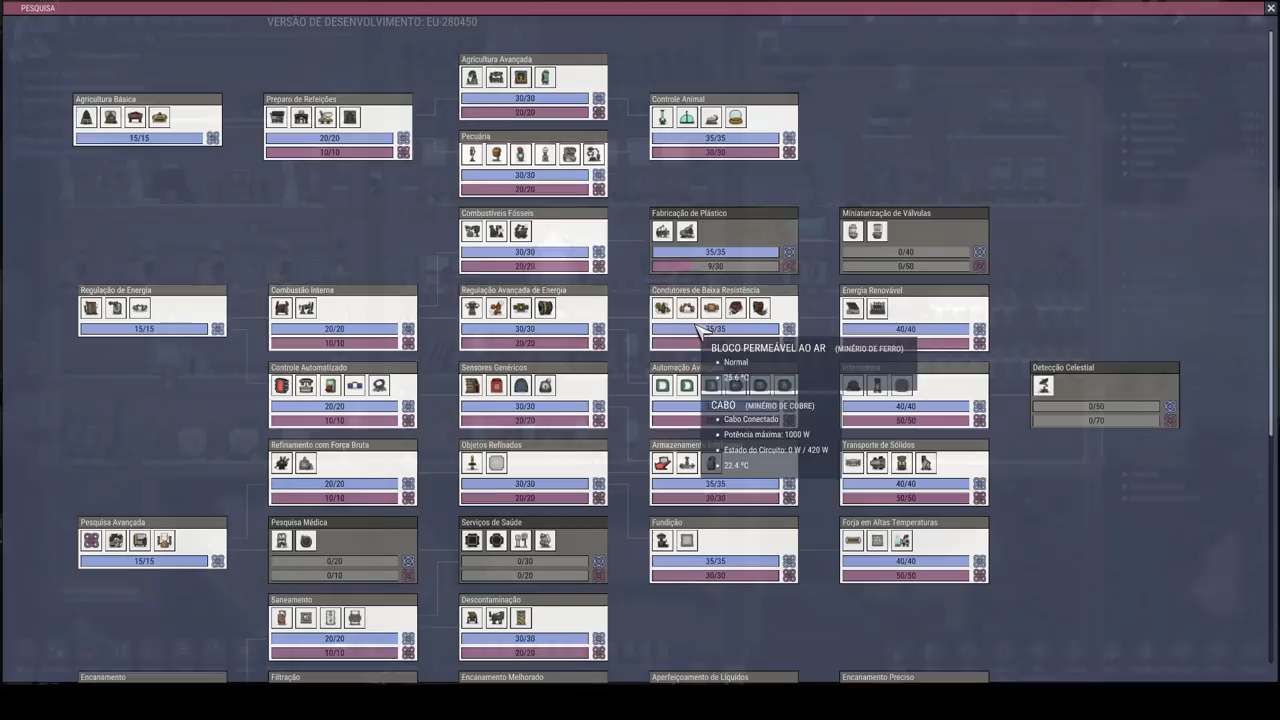 PESQUISA
VERSÃO DE DESENVOLVIMENTO: EU-280450
Agricultura Avançada
30/30
20/20
Agricultura Básica
15/15
Preparo de Refeições
20/20
10/10
Controle Animal
35/35
30/30
Pecuária
30/30
20/20
Combustíveis Fósseis
30/30
20/20
Fabricação de Plástico
35/35
9/30
Miniaturização de Válvulas
0/40
0/50
Regulação de Energia
15/15
Combustão Interna
20/20
10/10
Regulação Avançada de Energia
30/30
20/20
Condutores de Baixa Resistência
35/35
Energia Renovável
40/40
BLOCO PERMEÁVEL AO AR (MINÉRIO DE FERRO)
Normal
25.6 ºC
CABO (MINÉRIO DE COBRE)
Cabo Conectado
Potência máxima: 1000 W
Estado do Circuito: 0 W / 420 W
22.4 ºC
Controle Automatizado
20/20
10/10
Sensores Genéricos
30/30
20/20
Automação
40/40
50/50
Detecção Celestial
0/50
0/70
Refinamento com Força Bruta
20/20
10/10
Objetos Refinados
30/30
20/20
35/35
30/30
Transporte de Sólidos
40/40
50/50
Pesquisa Avançada
15/15
Pesquisa Médica
0/20
0/10
Serviços de Saúde
0/30
0/20
Fundição
35/35
30/30
Forja em Altas Temperaturas
40/40
50/50
Saneamento
20/20
10/10
Descontaminação
30/30
20/20
Encanamento
Filtração
Encanamento Melhorado
Aperfeiçoamento de Líquidos
Encanamento Preciso